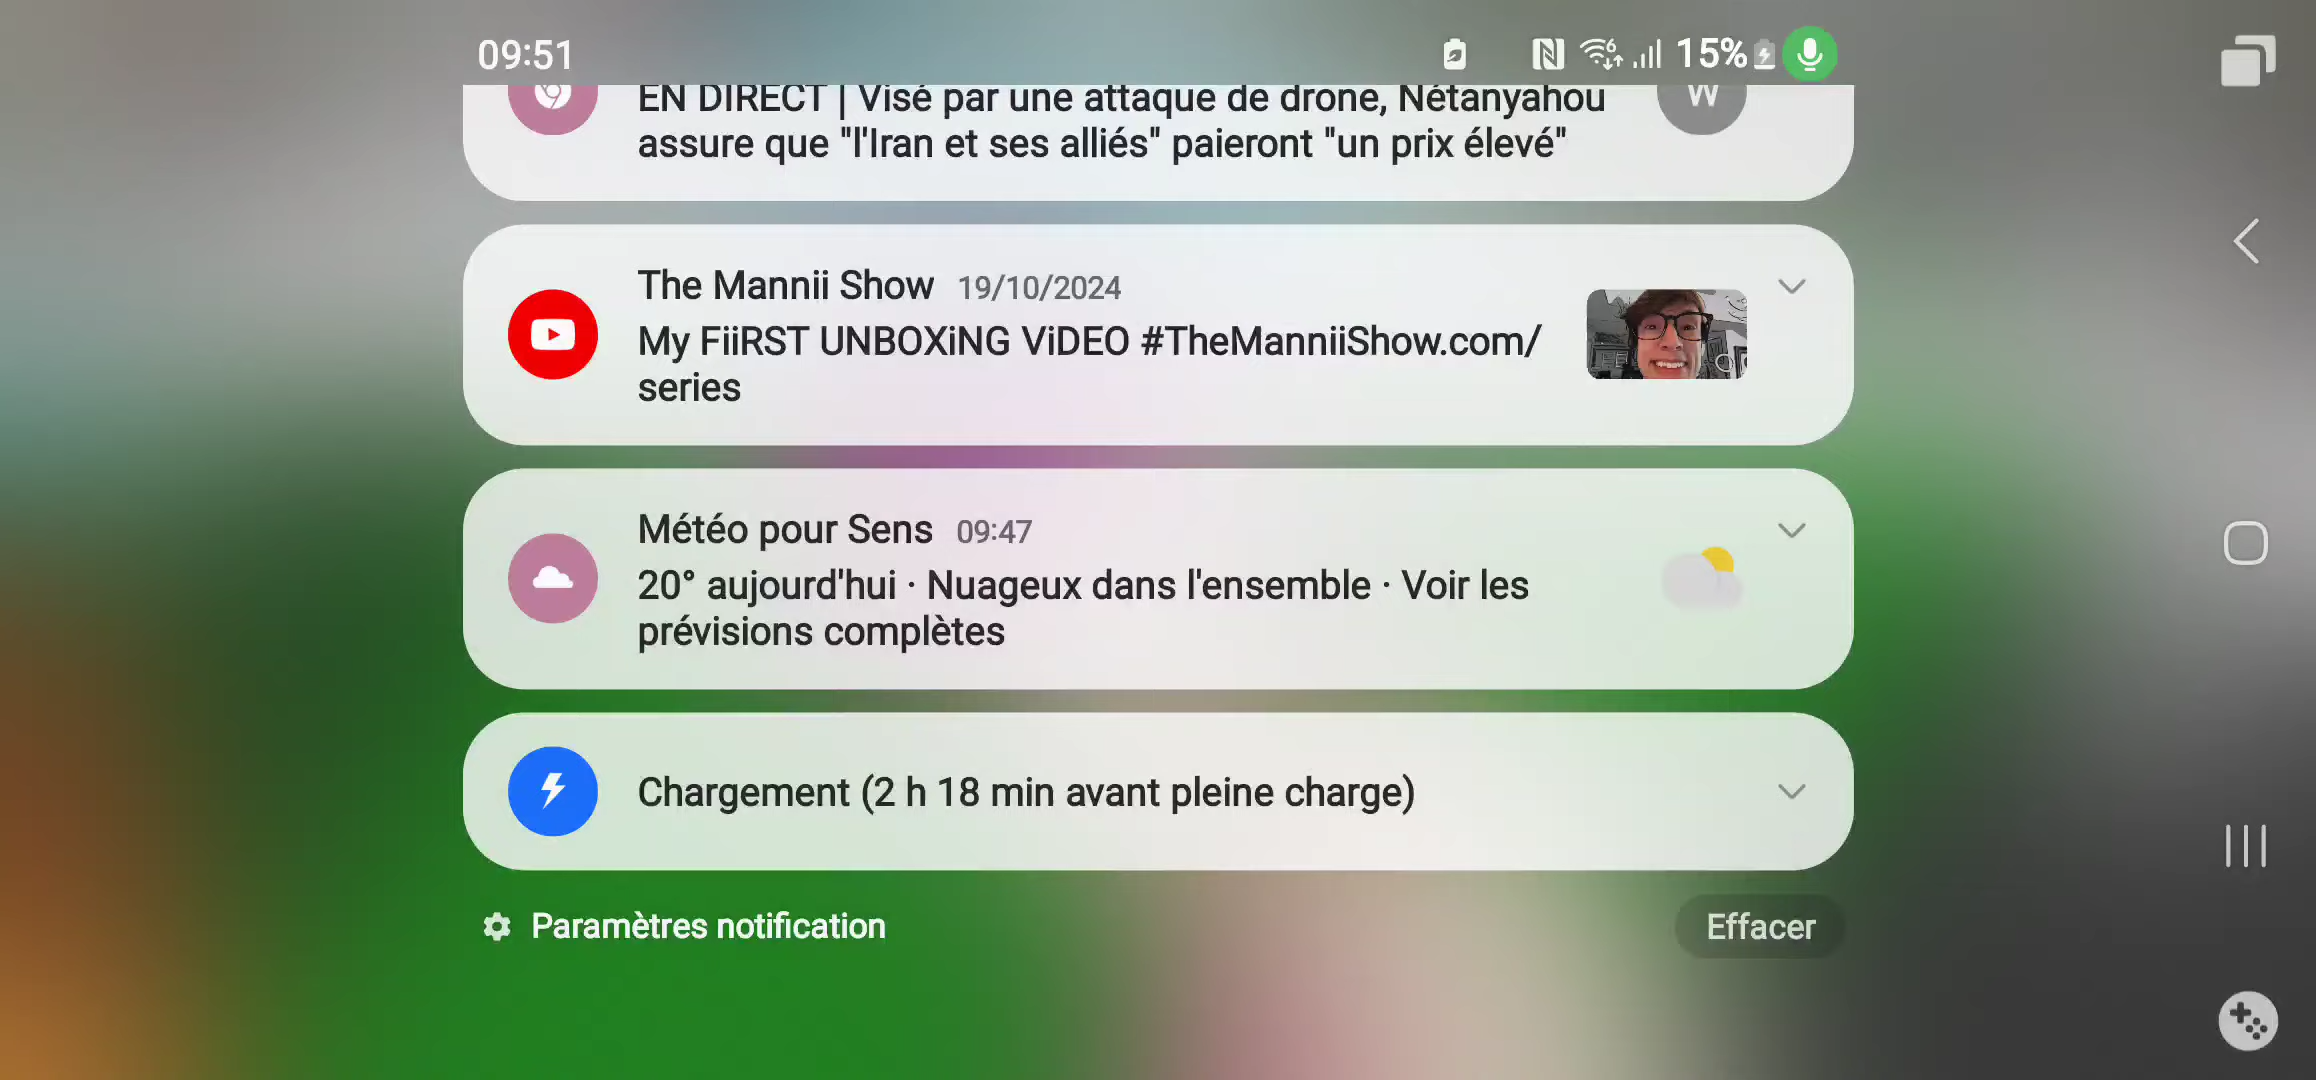 09:51
15%
EN DIRECT | Visé par une attaque de drone, Nétanyahou
assure que "l'Iran et ses alliés" paieront "un prix élevé"
W
The Mannii Show 19/10/2024
My FiiRST UNBOXiNG ViDEO #TheManniiShow.com/
series
Météo pour Sens 09:47
20° aujourd'hui · Nuageux dans l'ensemble · Voir les
prévisions complètes
Chargement (2 h 18 min avant pleine charge)
Paramètres notification
Effacer